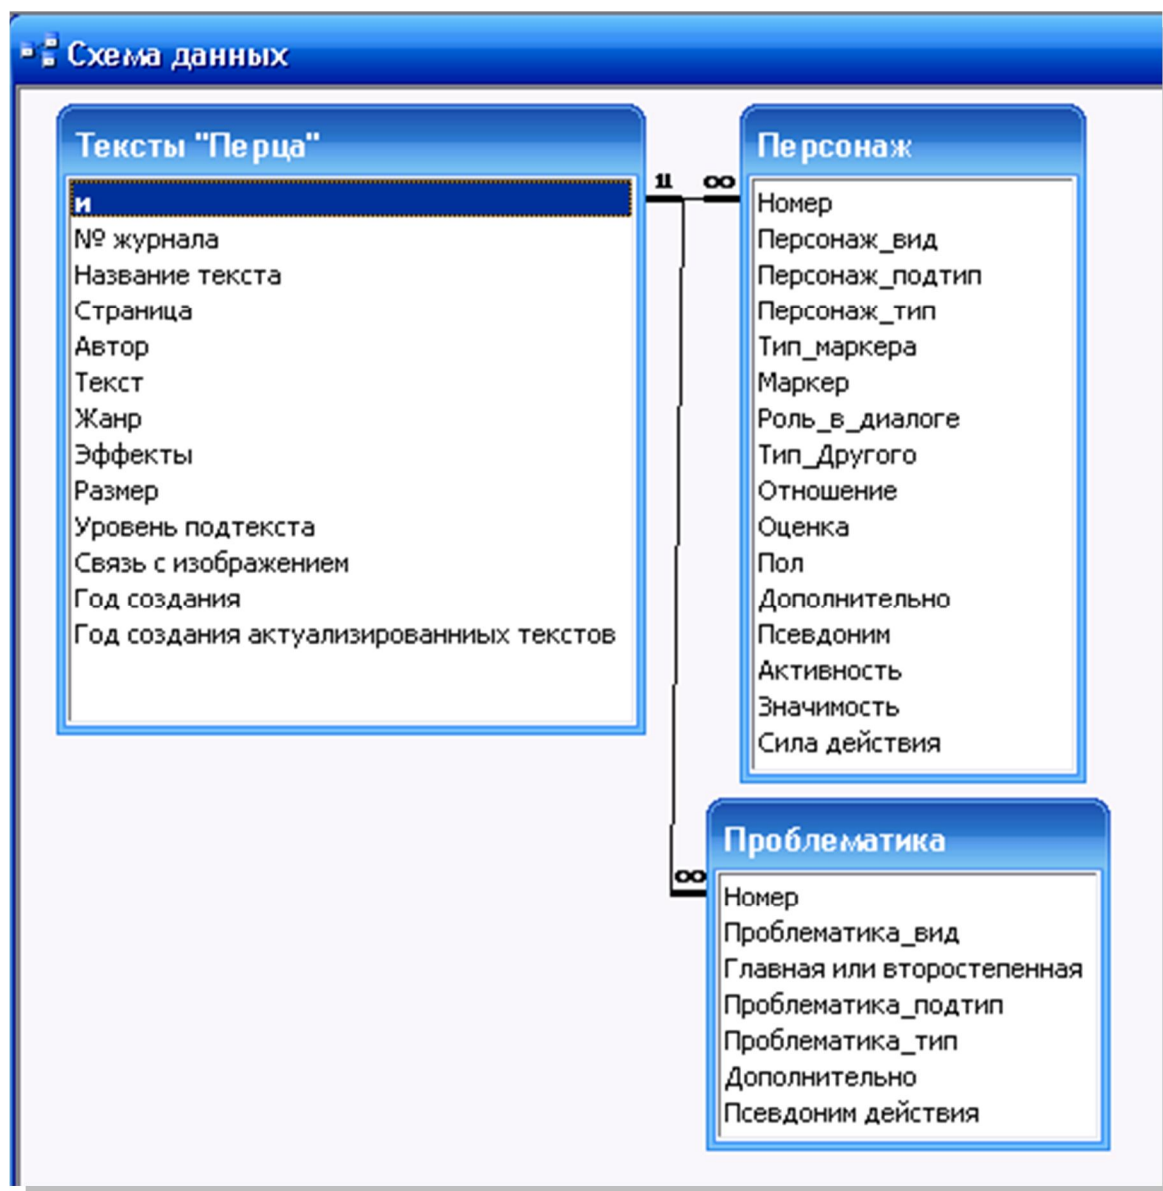 Схема данных
Тексты "Перца"
и
№ журнала
Название текста
Страница
Автор
Текст
Жанр
Эффекты
Размер
Уровень подтекста
Связь с изображением
Год создания
Год создания актуализированниых текстов
1 ∞
Персонаж
Номер
Персонаж_вид
Персонаж_подтип
Персонаж_тип
Тип_маркера
Маркер
Роль_в_диалоге
Тип_Другого
Отношение
Оценка
Пол
Дополнительно
Псевдоним
Активность
Значимость
Сила действия
∞
Проблематика
Номер
Проблематика_вид
Главная или второстепенная
Проблематика_подтип
Проблематика_тип
Дополнительно
Псевдоним действия